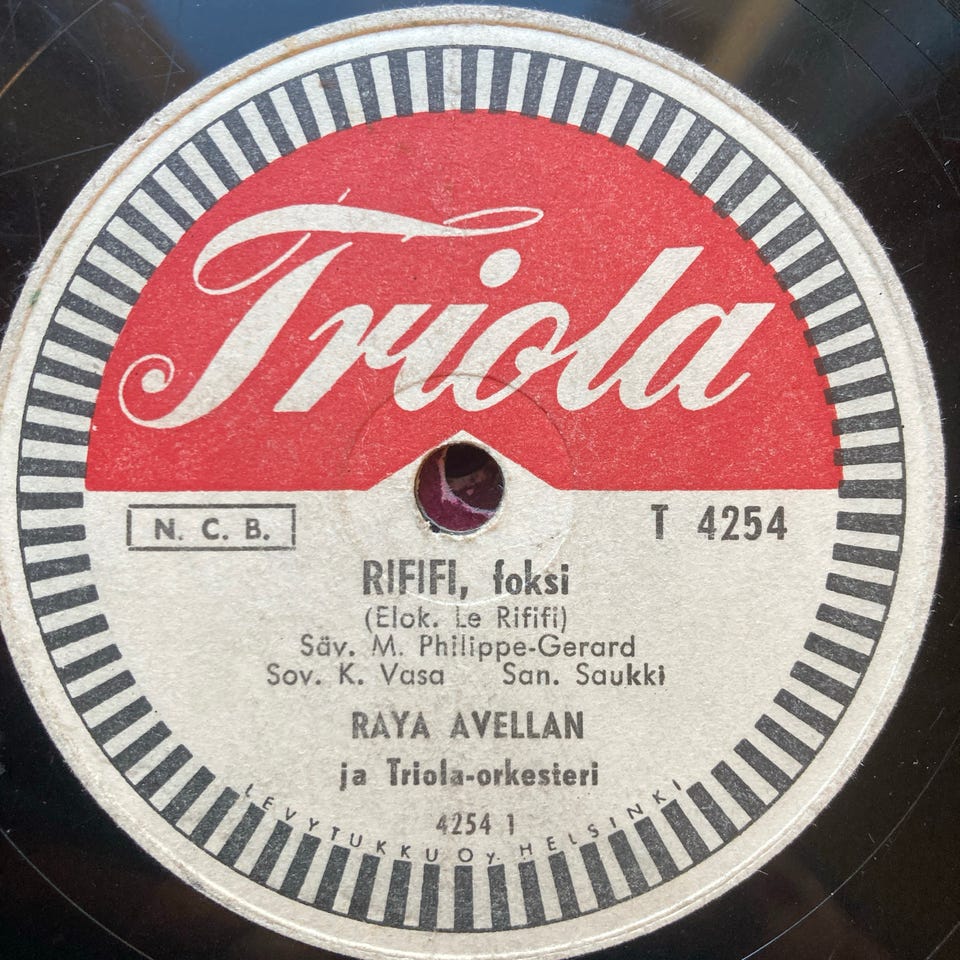 Triola
N. C. B.
T 4254
RIFIFI, foksi
(Elok. Le Rififi)
Säv. M. Philippe-Gerard
Sov. K. Vasa San. Saukki
RAYA AVELLAN
ja Triola-orkesteri
4254 1
LEVYTUKKU OY. HELSINKI